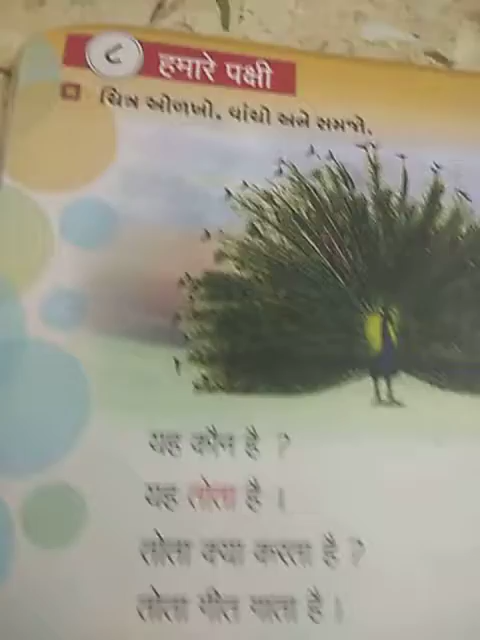 ८ हमारे पक्षी
ચિત્ર ઓળખો, વાંચો અને સમજો.
यह कौन है ?
यह तोता है ।
तोता क्या करता है ?
तोता गीत गाता है ।